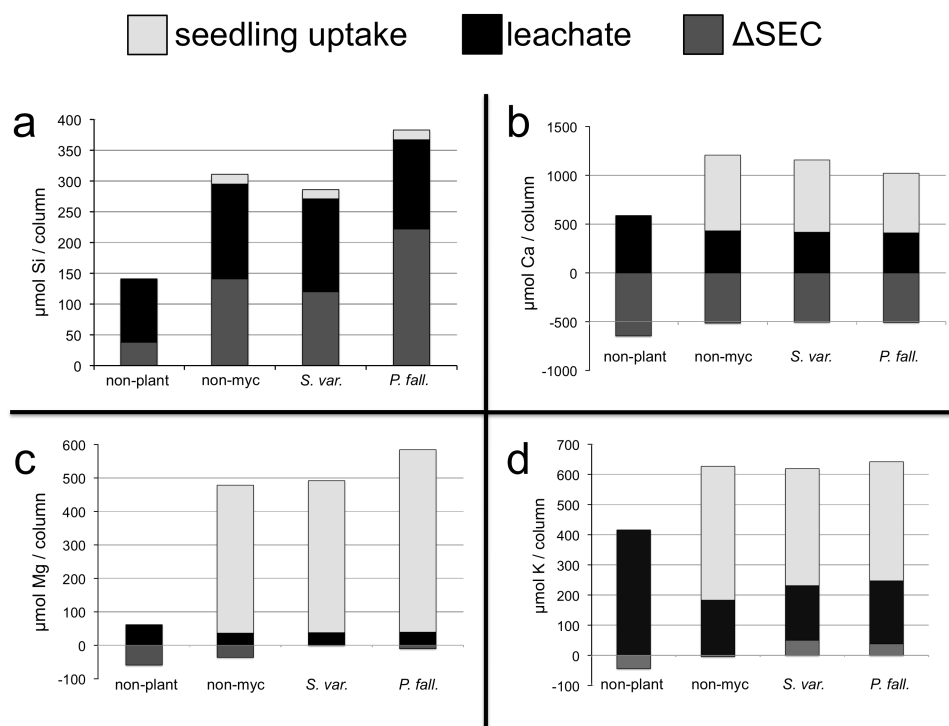 seedling uptake leachate ΔSEC
a
μmol Si / column
400
350
300
250
200
150
100
50
0
non-plant non-myc S. var. P. fall.
b
μmol Ca / column
1500
1000
500
0
-500
-1000
non-plant non-myc S. var. P. fall.
c
μmol Mg / column
600
500
400
300
200
100
0
-100
non-plant non-myc S. var. P. fall.
d
μmol K / column
700
600
500
400
300
200
100
0
-100
non-plant non-myc S. var. P. fall.